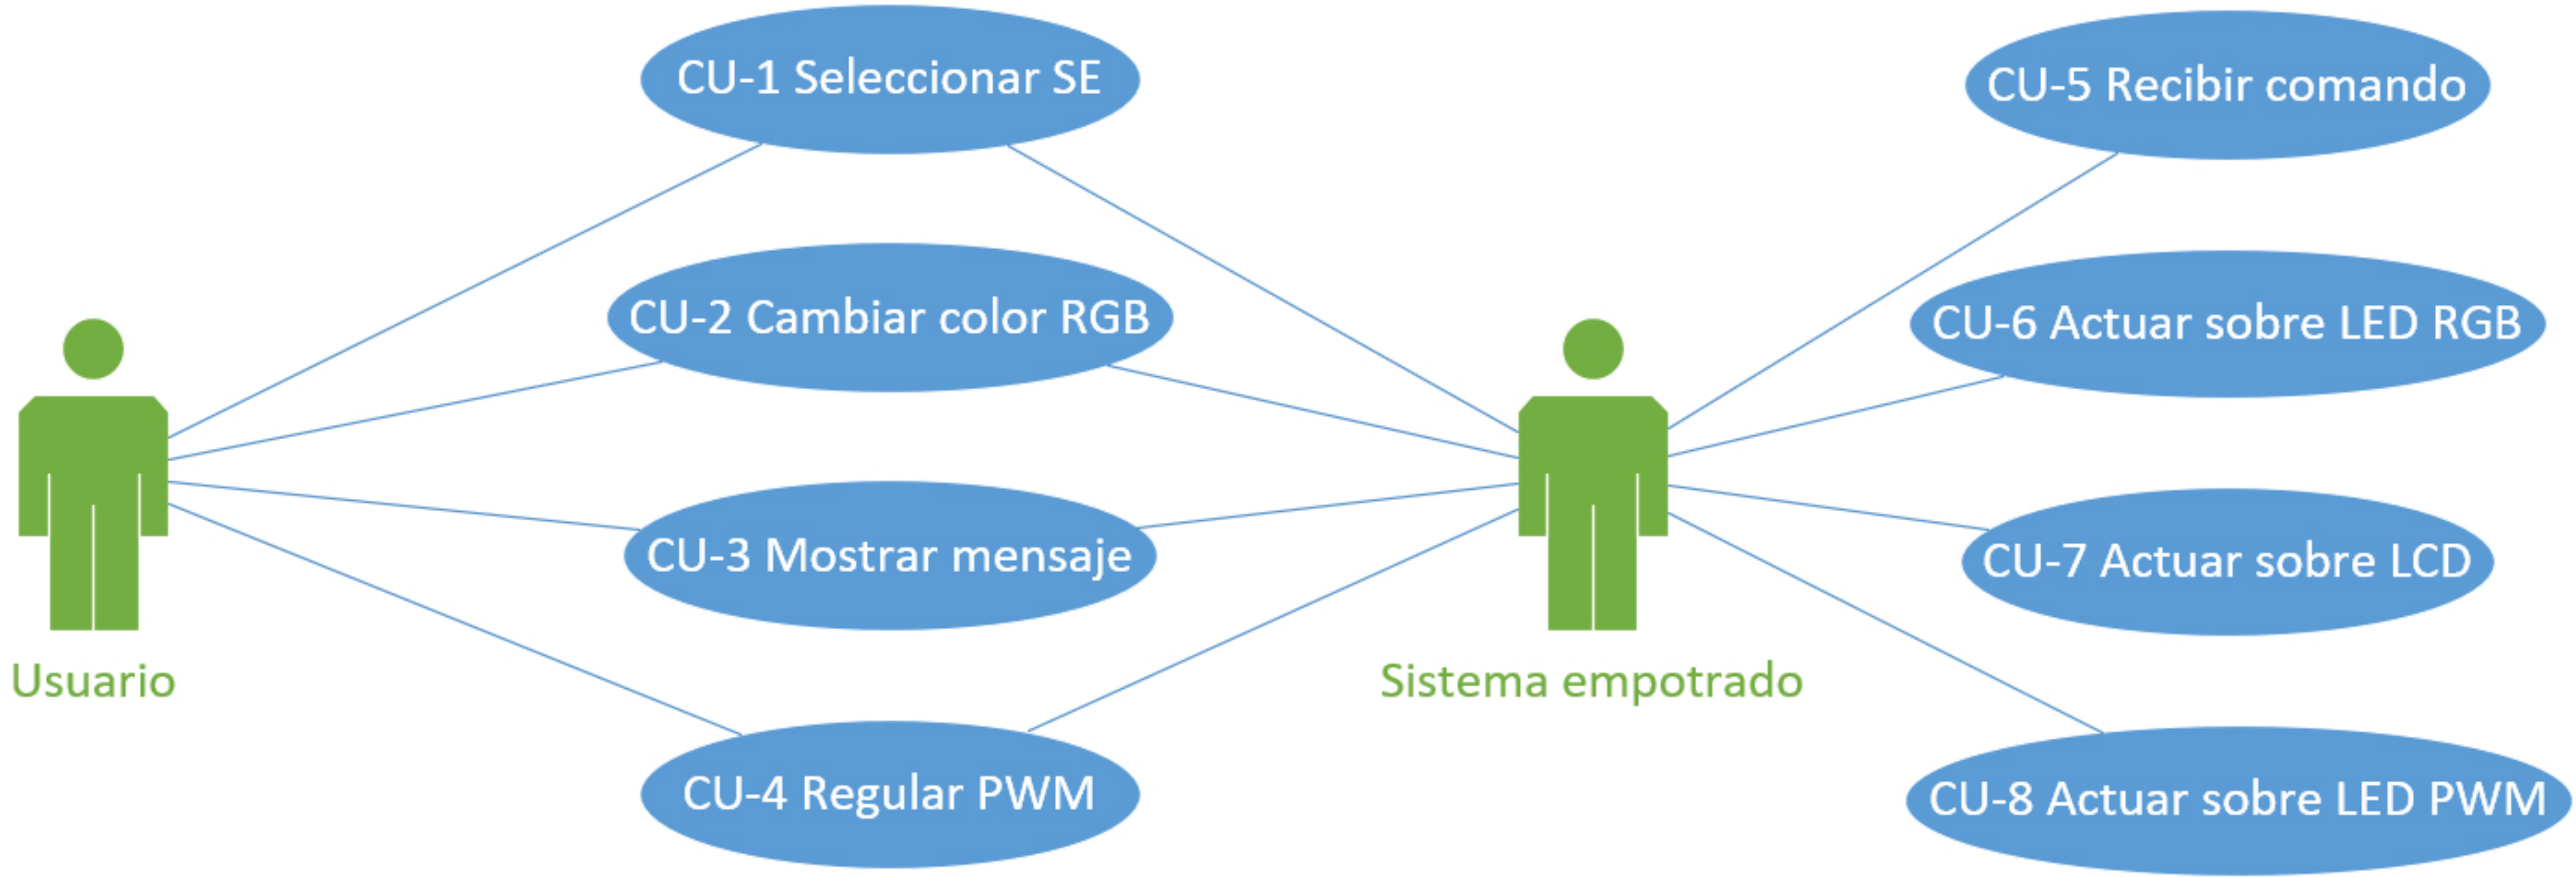 CU-1 Seleccionar SE
CU-5 Recibir comando
CU-2 Cambiar color RGB
CU-6 Actuar sobre LED RGB
CU-3 Mostrar mensaje
CU-7 Actuar sobre LCD
Usuario
Sistema empotrado
CU-4 Regular PWM
CU-8 Actuar sobre LED PWM